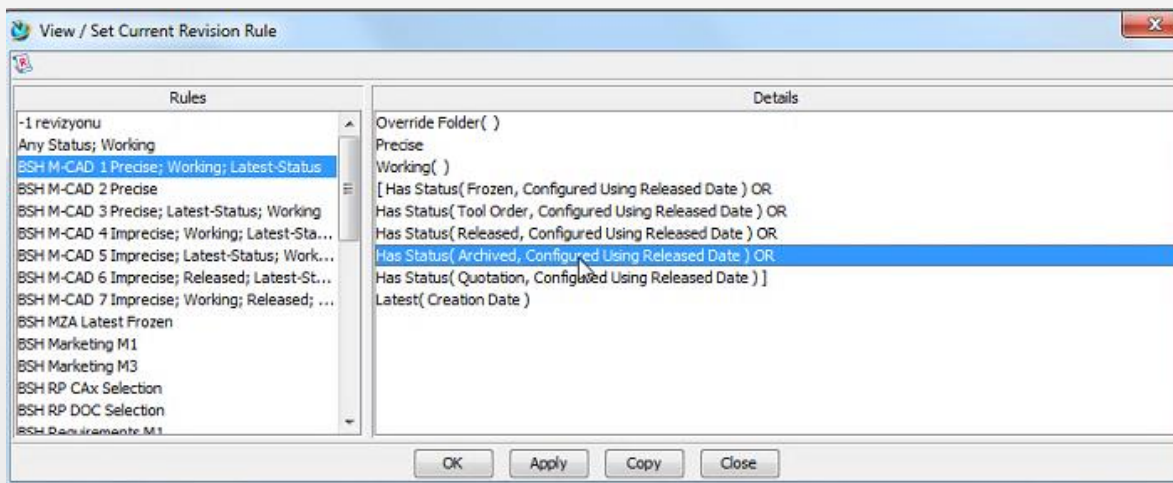 View / Set Current Revision Rule
Rules
-1 revizyonu
Any Status; Working
BSH M-CAD 1 Precise; Working; Latest-Status
BSH M-CAD 2 Precise
BSH M-CAD 3 Precise; Latest-Status; Working
BSH M-CAD 4 Imprecise; Working; Latest-Sta...
BSH M-CAD 5 Imprecise; Latest-Status; Work...
BSH M-CAD 6 Imprecise; Released; Latest-St...
BSH M-CAD 7 Imprecise; Working; Released; ...
BSH MZA Latest Frozen
BSH Marketing M1
BSH Marketing M3
BSH RP CAx Selection
BSH RP DOC Selection
BSH Requirements M1
Details
Override Folder( )
Precise
Working( )
[ Has Status( Frozen, Configured Using Released Date ) OR
Has Status( Tool Order, Configured Using Released Date ) OR
Has Status( Released, Configured Using Released Date ) OR
Has Status( Archived, Configured Using Released Date ) OR
Has Status( Quotation, Configured Using Released Date ) ]
Latest( Creation Date )
OK
Apply
Copy
Close